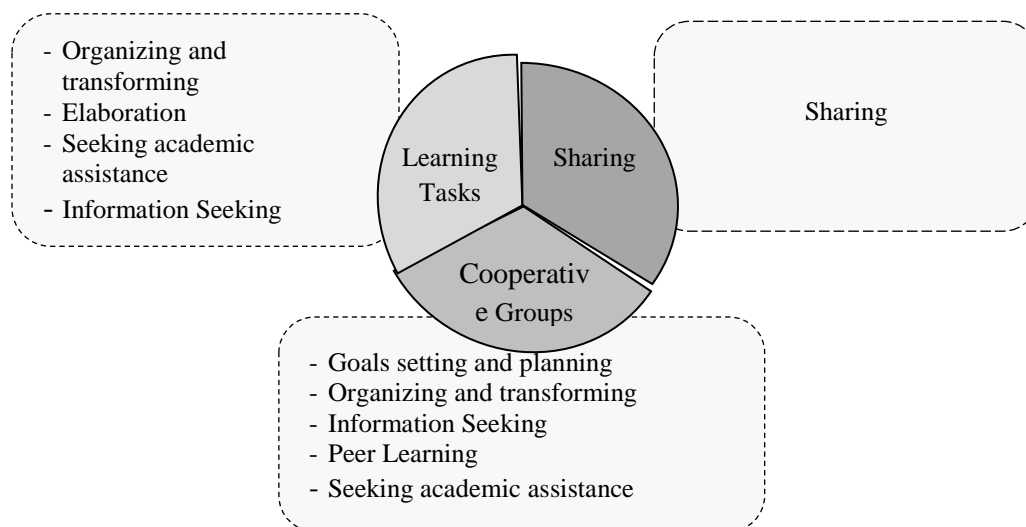 - Organizing and
transforming
- Elaboration
- Seeking academic
assistance
- Information Seeking
Learning
Tasks
Sharing
Sharing
Cooperativ
e Groups
- Goals setting and planning
- Organizing and transforming
- Information Seeking
- Peer Learning
- Seeking academic assistance